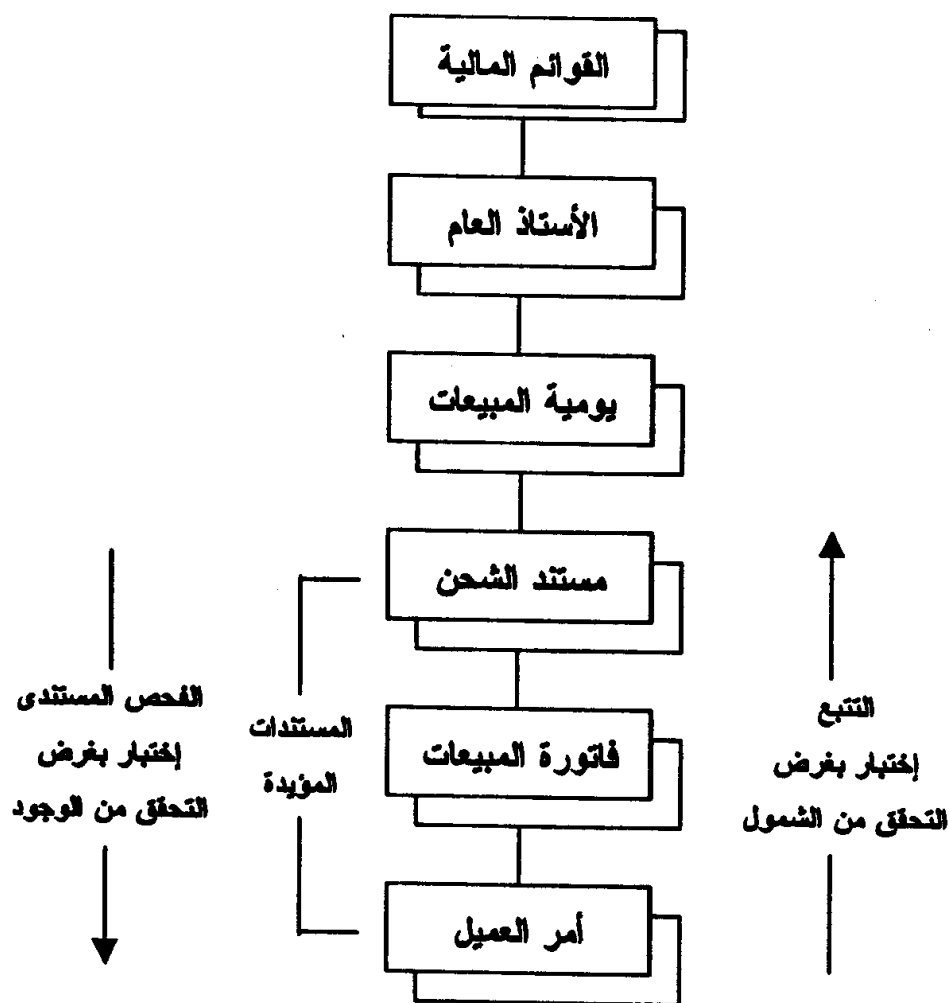 القوائم المالية
الأستاذ العام
يومية المبيعات
مستند الشحن
فاتورة المبيعات
أمر العميل
التتبع
إختبار بغرض
التحقق من الشمول
المستندات
المؤيدة
الفحص المستندى
إختبار بغرض
التحقق من الوجود